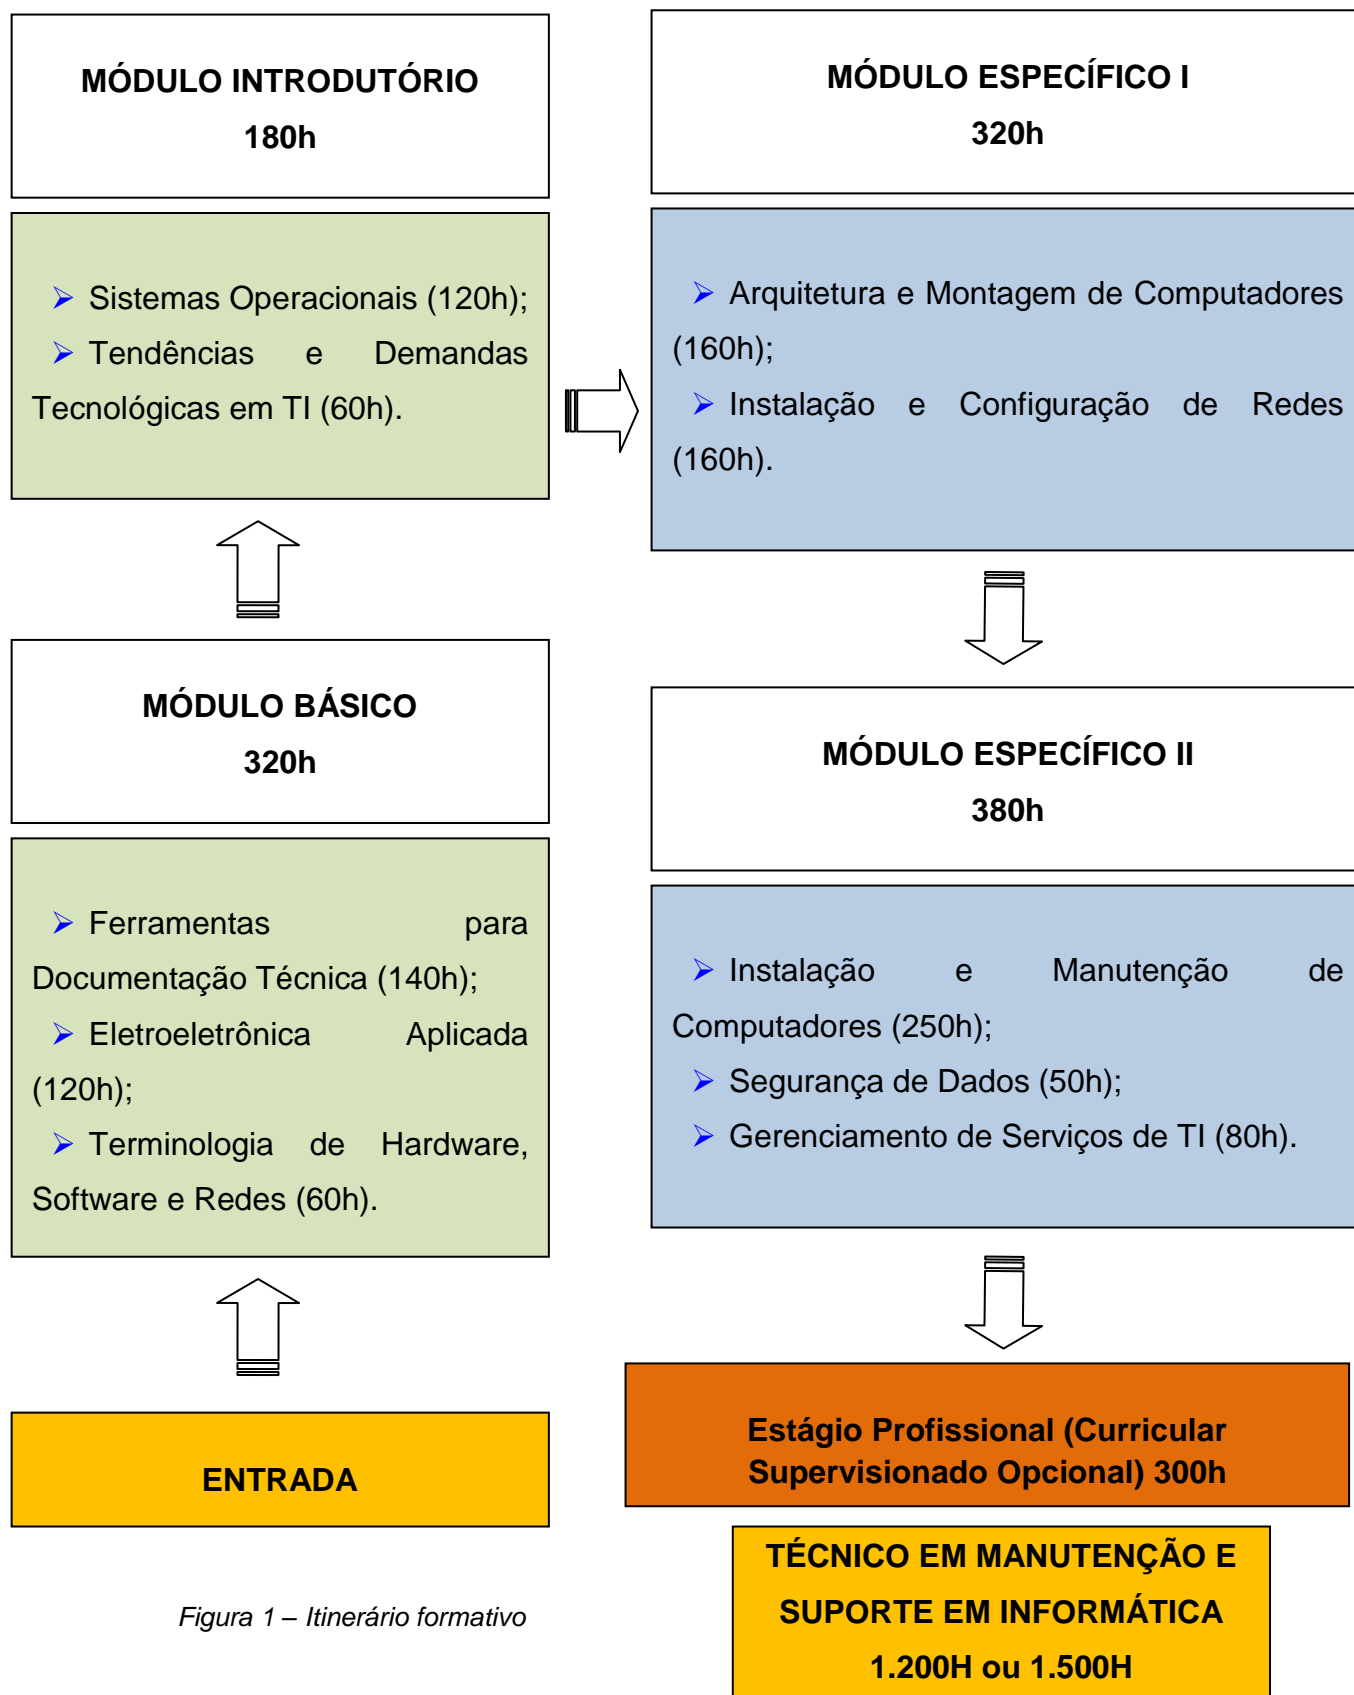 MÓDULO INTRODUTÓRIO
180h
➢ Sistemas Operacionais (120h);
➢ Tendências e Demandas
Tecnológicas em TI (60h).
MÓDULO ESPECÍFICO I
320h
➢ Arquitetura e Montagem de Computadores
(160h);
➢ Instalação e Configuração de Redes
(160h).
MÓDULO BÁSICO
320h
➢ Ferramentas para
Documentação Técnica (140h);
➢ Eletroeletrônica Aplicada
(120h);
➢ Terminologia de Hardware,
Software e Redes (60h).
MÓDULO ESPECÍFICO II
380h
➢ Instalação e Manutenção de
Computadores (250h);
➢ Segurança de Dados (50h);
➢ Gerenciamento de Serviços de TI (80h).
ENTRADA
Estágio Profissional (Curricular
Supervisionado Opcional) 300h
TÉCNICO EM MANUTENÇÃO E
SUPORTE EM INFORMÁTICA
1.200H ou 1.500H
Figura 1 – Itinerário formativo